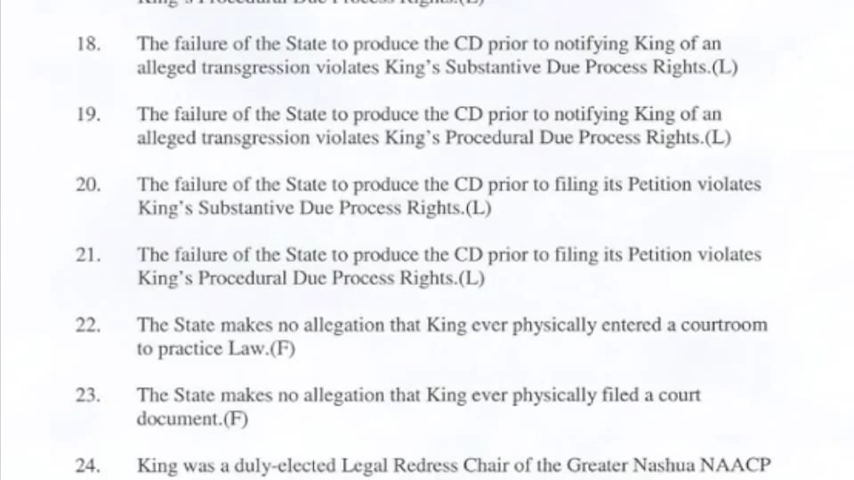 King's Procedural Due Process Rights.(L)
18. The failure of the State to produce the CD prior to notifying King of an
alleged transgression violates King's Substantive Due Process Rights.(L)
19. The failure of the State to produce the CD prior to notifying King of an
alleged transgression violates King's Procedural Due Process Rights.(L)
20. The failure of the State to produce the CD prior to filing its Petition violates
King's Substantive Due Process Rights.(L)
21. The failure of the State to produce the CD prior to filing its Petition violates
King's Procedural Due Process Rights.(L)
22. The State makes no allegation that King ever physically entered a courtroom
to practice Law.(F)
23. The State makes no allegation that King ever physically filed a court
document.(F)
24. King was a duly-elected Legal Redress Chair of the Greater Nashua NAACP